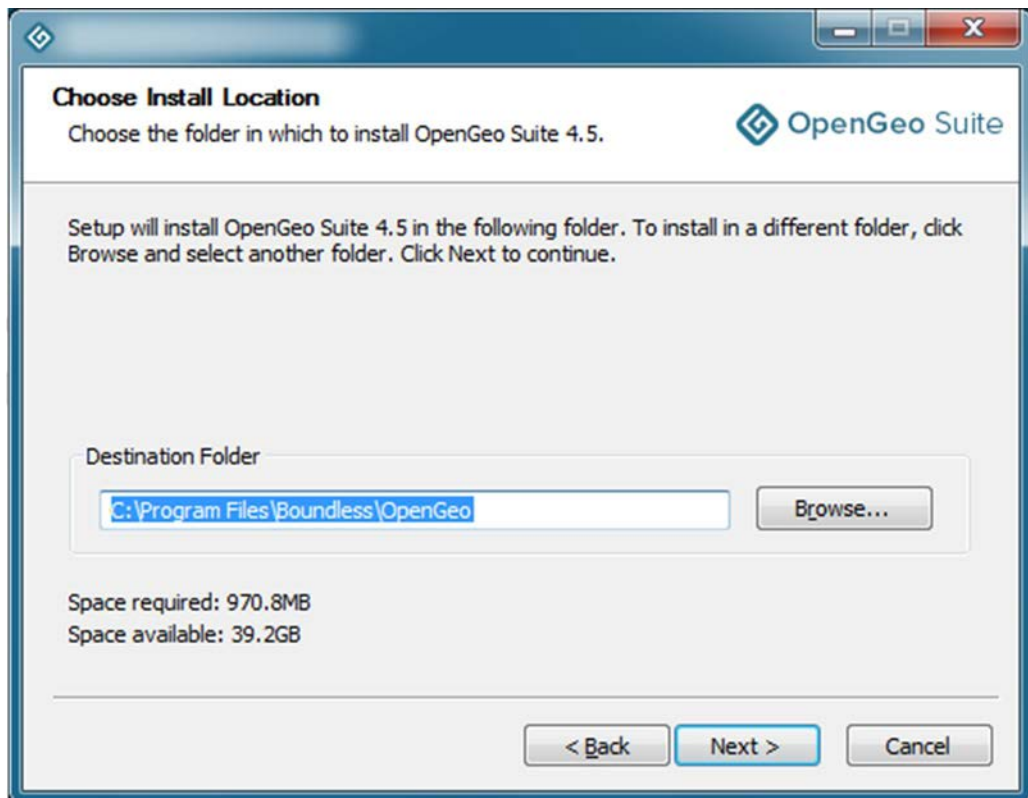 Choose Install Location
Choose the folder in which to install OpenGeo Suite 4.5.
OpenGeo Suite
Setup will install OpenGeo Suite 4.5 in the following folder. To install in a different folder, click
Browse and select another folder. Click Next to continue.
Destination Folder
C:\Program Files\Boundless\OpenGeo
Browse...
Space required: 970.8MB
Space available: 39.2GB
< Back
Next >
Cancel